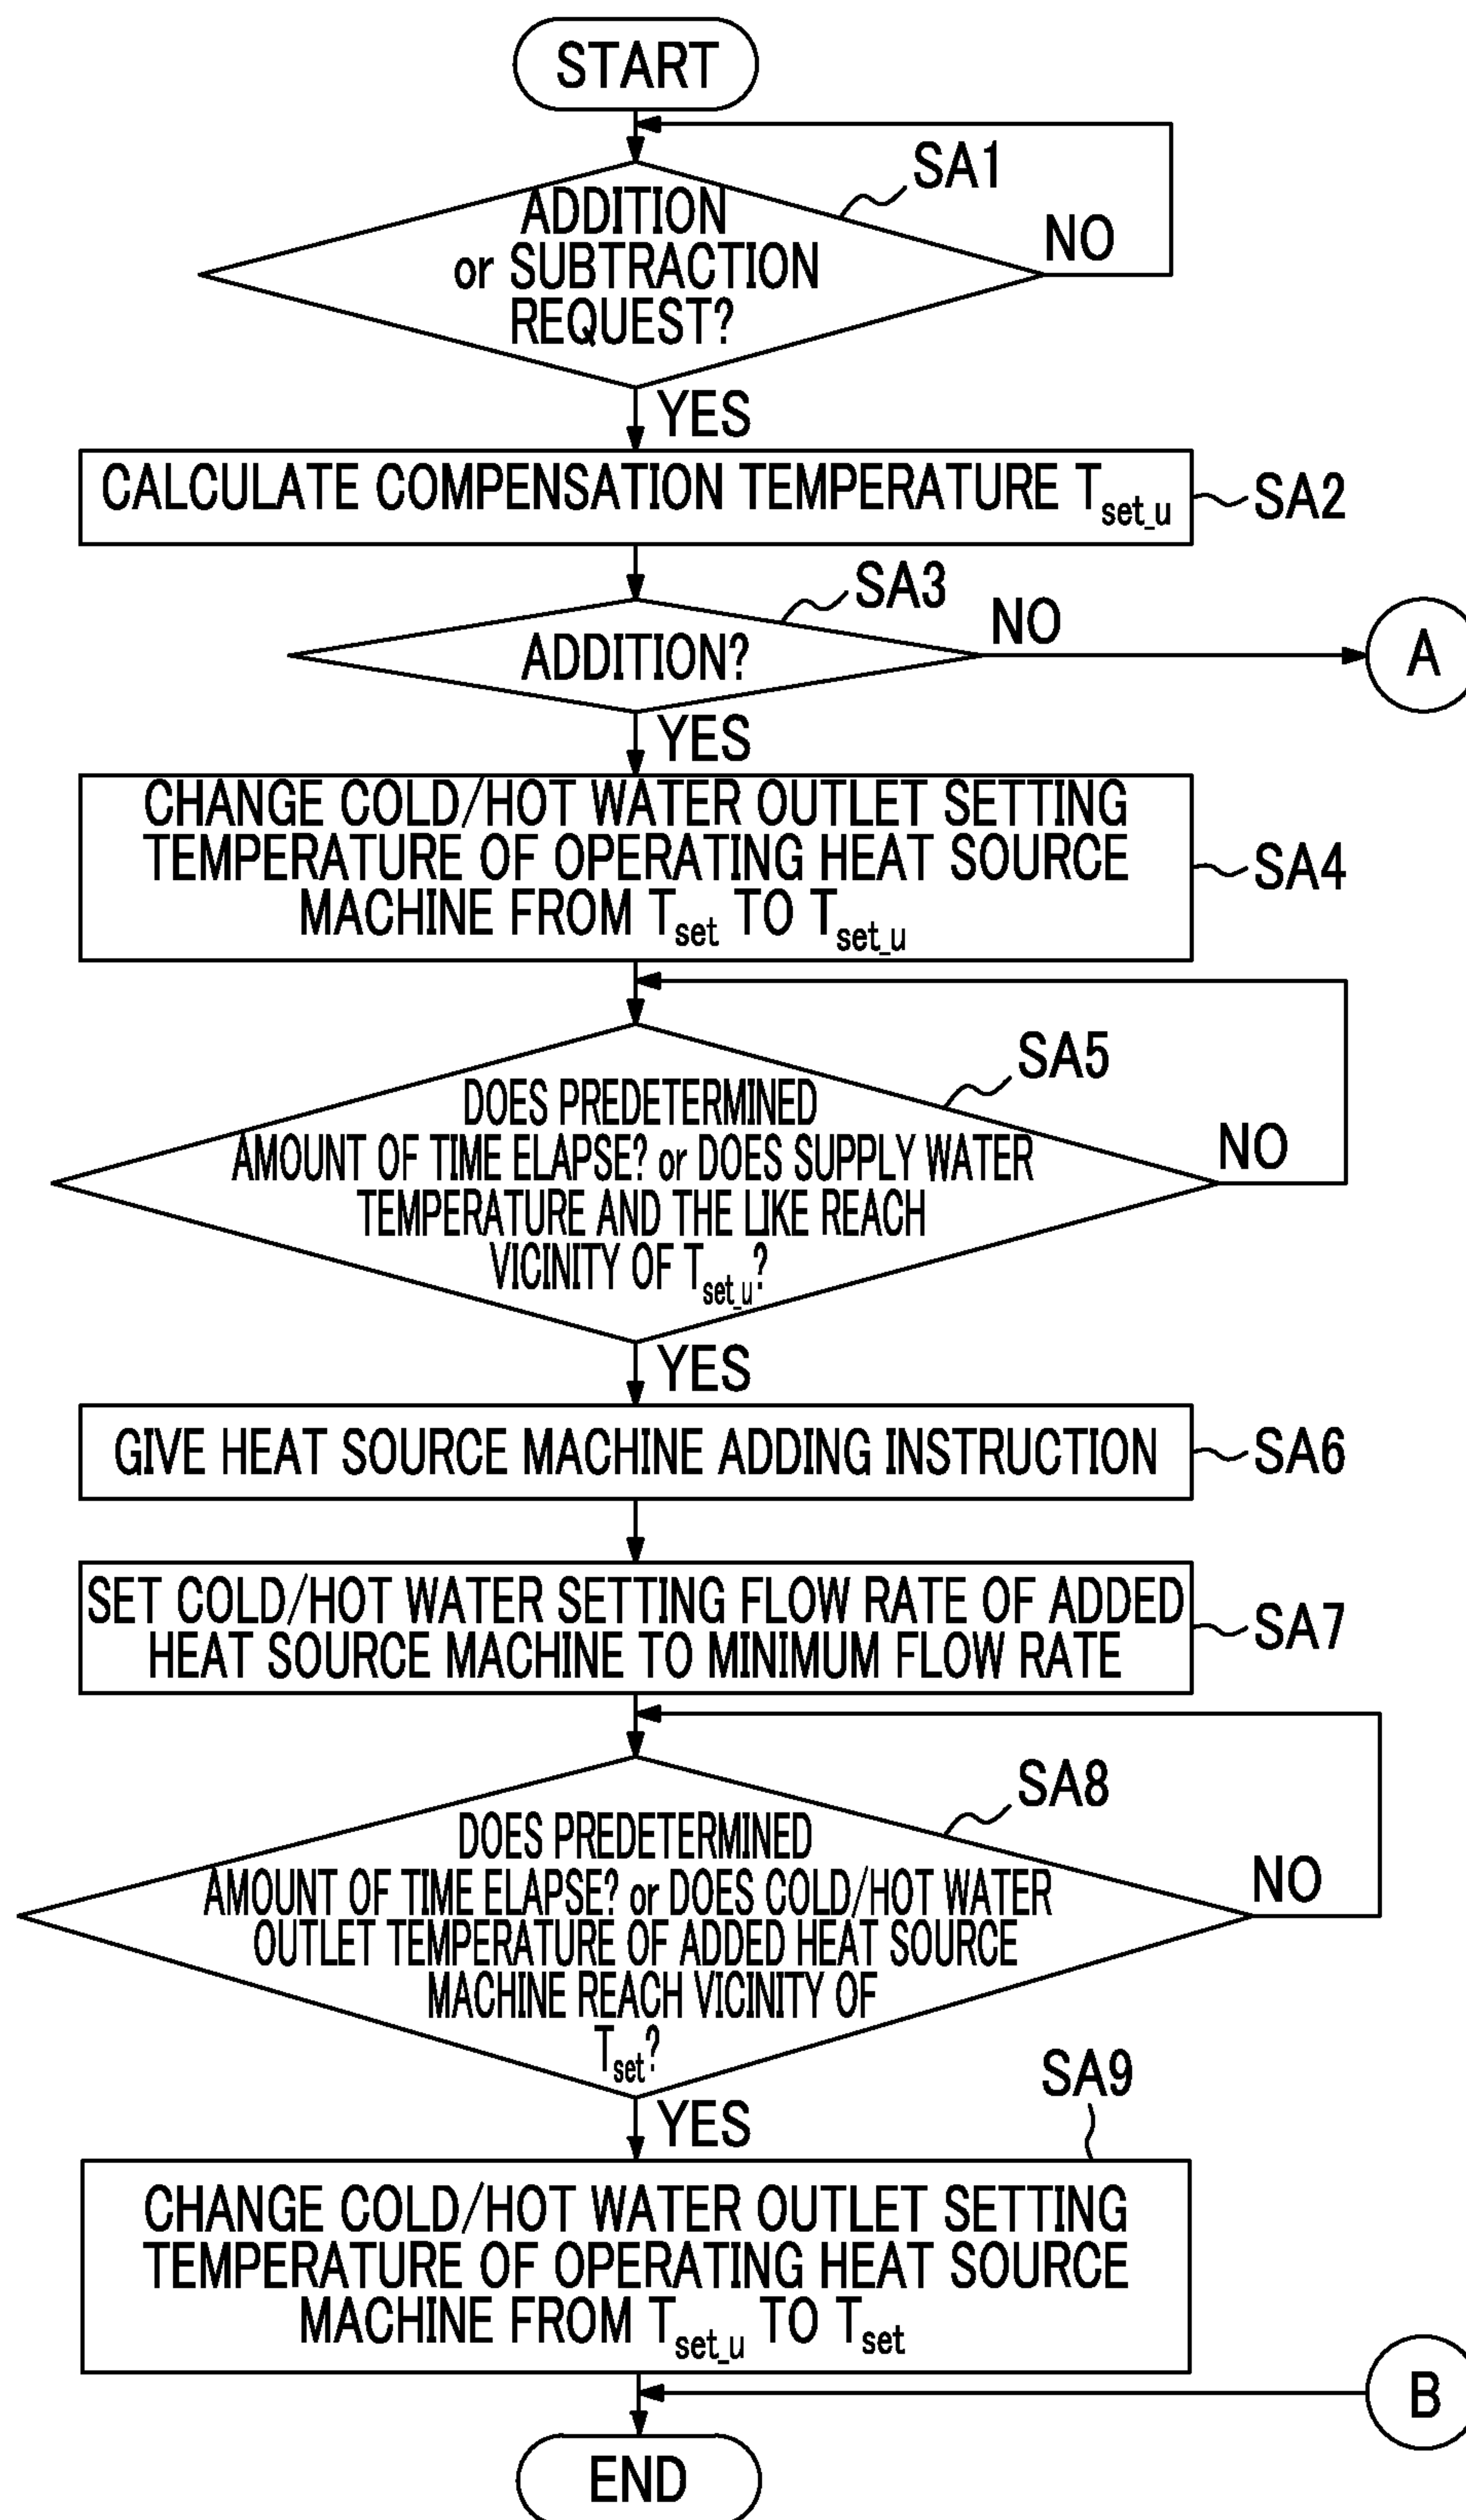 START
SA1
ADDITION
or SUBTRACTION
REQUEST?
NO
YES
CALCULATE COMPENSATION TEMPERATURE Tset_u
SA2
SA3
ADDITION?
NO
A
YES
CHANGE COLD/HOT WATER OUTLET SETTING
TEMPERATURE OF OPERATING HEAT SOURCE
MACHINE FROM Tset TO Tset_u
SA4
SA5
DOES PREDETERMINED
AMOUNT OF TIME ELAPSE? or DOES SUPPLY WATER
TEMPERATURE AND THE LIKE REACH
VICINITY OF Tset_u?
NO
YES
GIVE HEAT SOURCE MACHINE ADDING INSTRUCTION
SA6
SET COLD/HOT WATER SETTING FLOW RATE OF ADDED
HEAT SOURCE MACHINE TO MINIMUM FLOW RATE
SA7
SA8
DOES PREDETERMINED
AMOUNT OF TIME ELAPSE? or DOES COLD/HOT WATER
OUTLET TEMPERATURE OF ADDED HEAT SOURCE
MACHINE REACH VICINITY OF
Tset?
NO
YES
SA9
CHANGE COLD/HOT WATER OUTLET SETTING
TEMPERATURE OF OPERATING HEAT SOURCE
MACHINE FROM Tset_u TO Tset
B
END